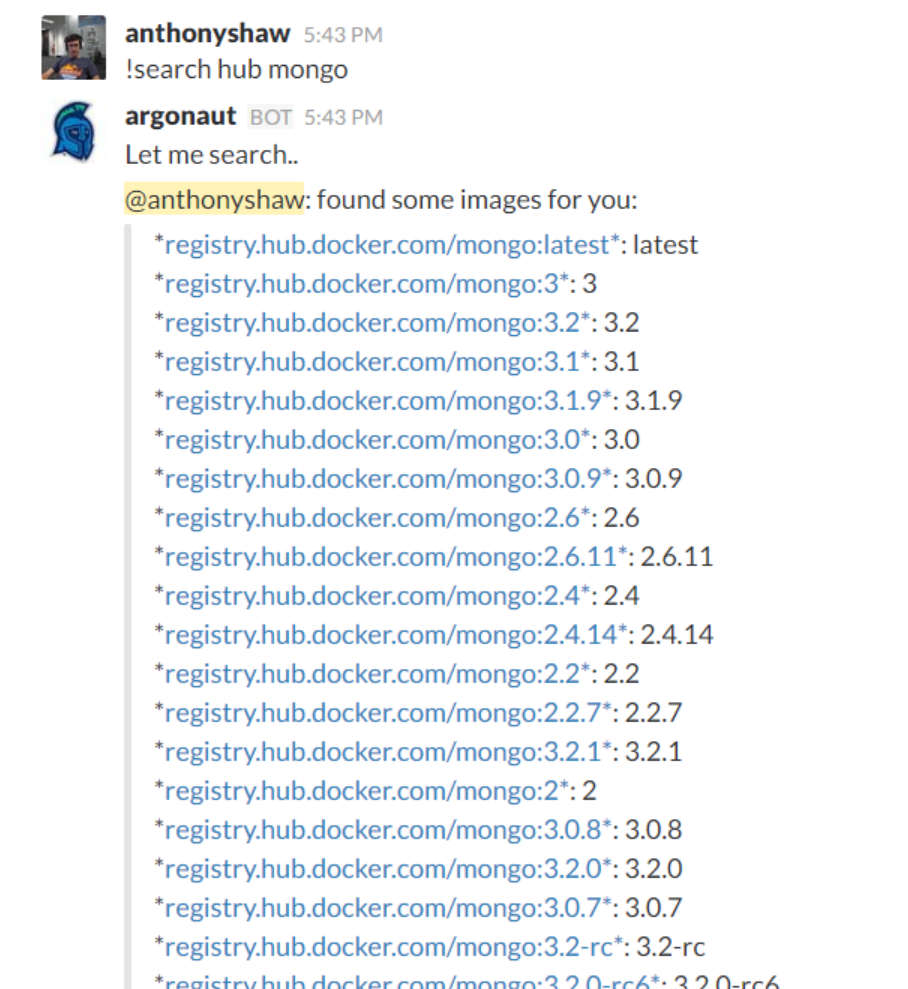 anthonyshaw 5:43 PM
!search hub mongo
argonaut BOT 5:43 PM
Let me search..
@anthonyshaw: found some images for you:
*registry.hub.docker.com/mongo:latest*: latest
*registry.hub.docker.com/mongo:3*: 3
*registry.hub.docker.com/mongo:3.2*: 3.2
*registry.hub.docker.com/mongo:3.1*: 3.1
*registry.hub.docker.com/mongo:3.1.9*: 3.1.9
*registry.hub.docker.com/mongo:3.0*: 3.0
*registry.hub.docker.com/mongo:3.0.9*: 3.0.9
*registry.hub.docker.com/mongo:2.6*: 2.6
*registry.hub.docker.com/mongo:2.6.11*: 2.6.11
*registry.hub.docker.com/mongo:2.4*: 2.4
*registry.hub.docker.com/mongo:2.4.14*: 2.4.14
*registry.hub.docker.com/mongo:2.2*: 2.2
*registry.hub.docker.com/mongo:2.2.7*: 2.2.7
*registry.hub.docker.com/mongo:3.2.1*: 3.2.1
*registry.hub.docker.com/mongo:2*: 2
*registry.hub.docker.com/mongo:3.0.8*: 3.0.8
*registry.hub.docker.com/mongo:3.2.0*: 3.2.0
*registry.hub.docker.com/mongo:3.0.7*: 3.0.7
*registry.hub.docker.com/mongo:3.2-rc*: 3.2-rc
*registry.hub.docker.com/mongo:3.2.0-rc6*: 3.2.0-rc6